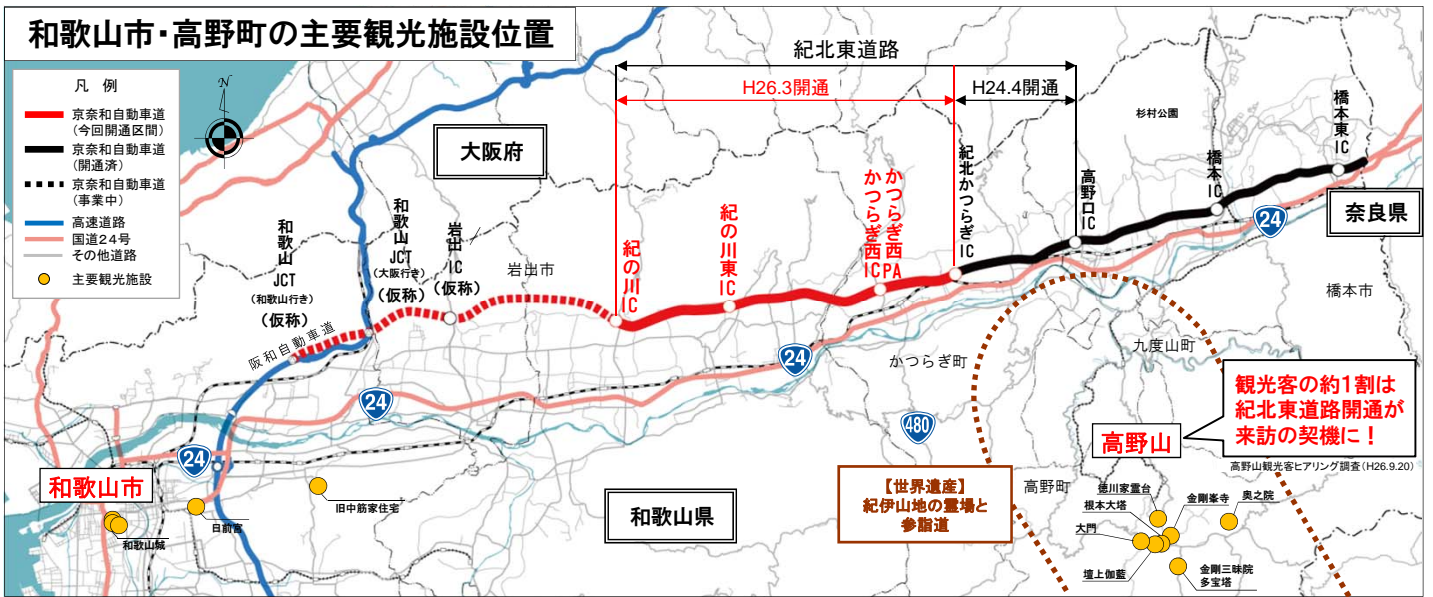 和歌山市・高野町の主要観光施設位置
凡 例
京奈和自動車道
(今回開通区間)
京奈和自動車道
(開通済)
京奈和自動車道
(事業中)
高速道路
国道24号
その他道路
主要観光施設
N
大阪府
紀北東道路
H26.3開通
H24.4開通
杉村公園
橋本東IC
橋本IC
高野口IC
紀北かつらぎIC
かつらぎ西PA
かつらぎ西IC
紀の川東IC
紀の川IC
岩出市
岩出IC
(仮称)
和歌山JCT
(大阪行き)
(仮称)
和歌山JCT
(和歌山行き)
(仮称)
阪和自動車道
24
奈良県
橋本市
九度山町
かつらぎ町
24
24
24
480
観光客の約1割は
紀北東道路開通が
来訪の契機に!
高野山観光客ヒアリング調査(H26.9.20)
高野山
高野町
【世界遺産】
紀伊山地の霊場と
参詣道
和歌山県
和歌山市
和歌山城
日前宮
旧中筋家住宅
徳川家霊台
根本大塔
金剛峯寺
奥之院
大門
壇上伽藍
金剛三昧院
多宝塔